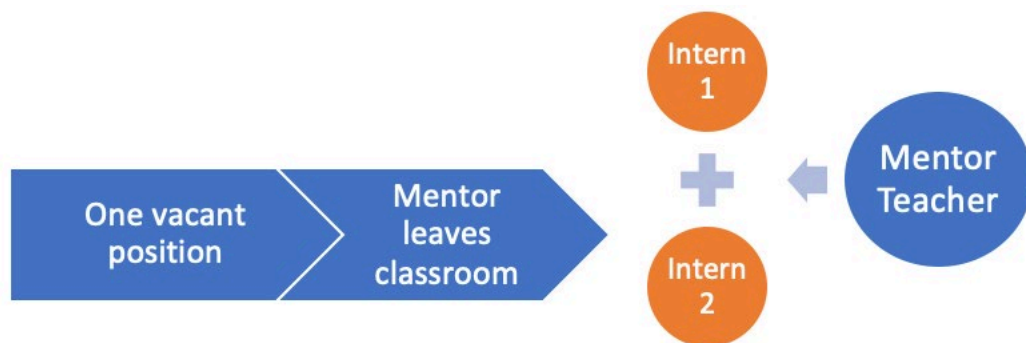 One vacant
position
Mentor
leaves
classroom
Intern
1
Intern
2
Mentor
Teacher